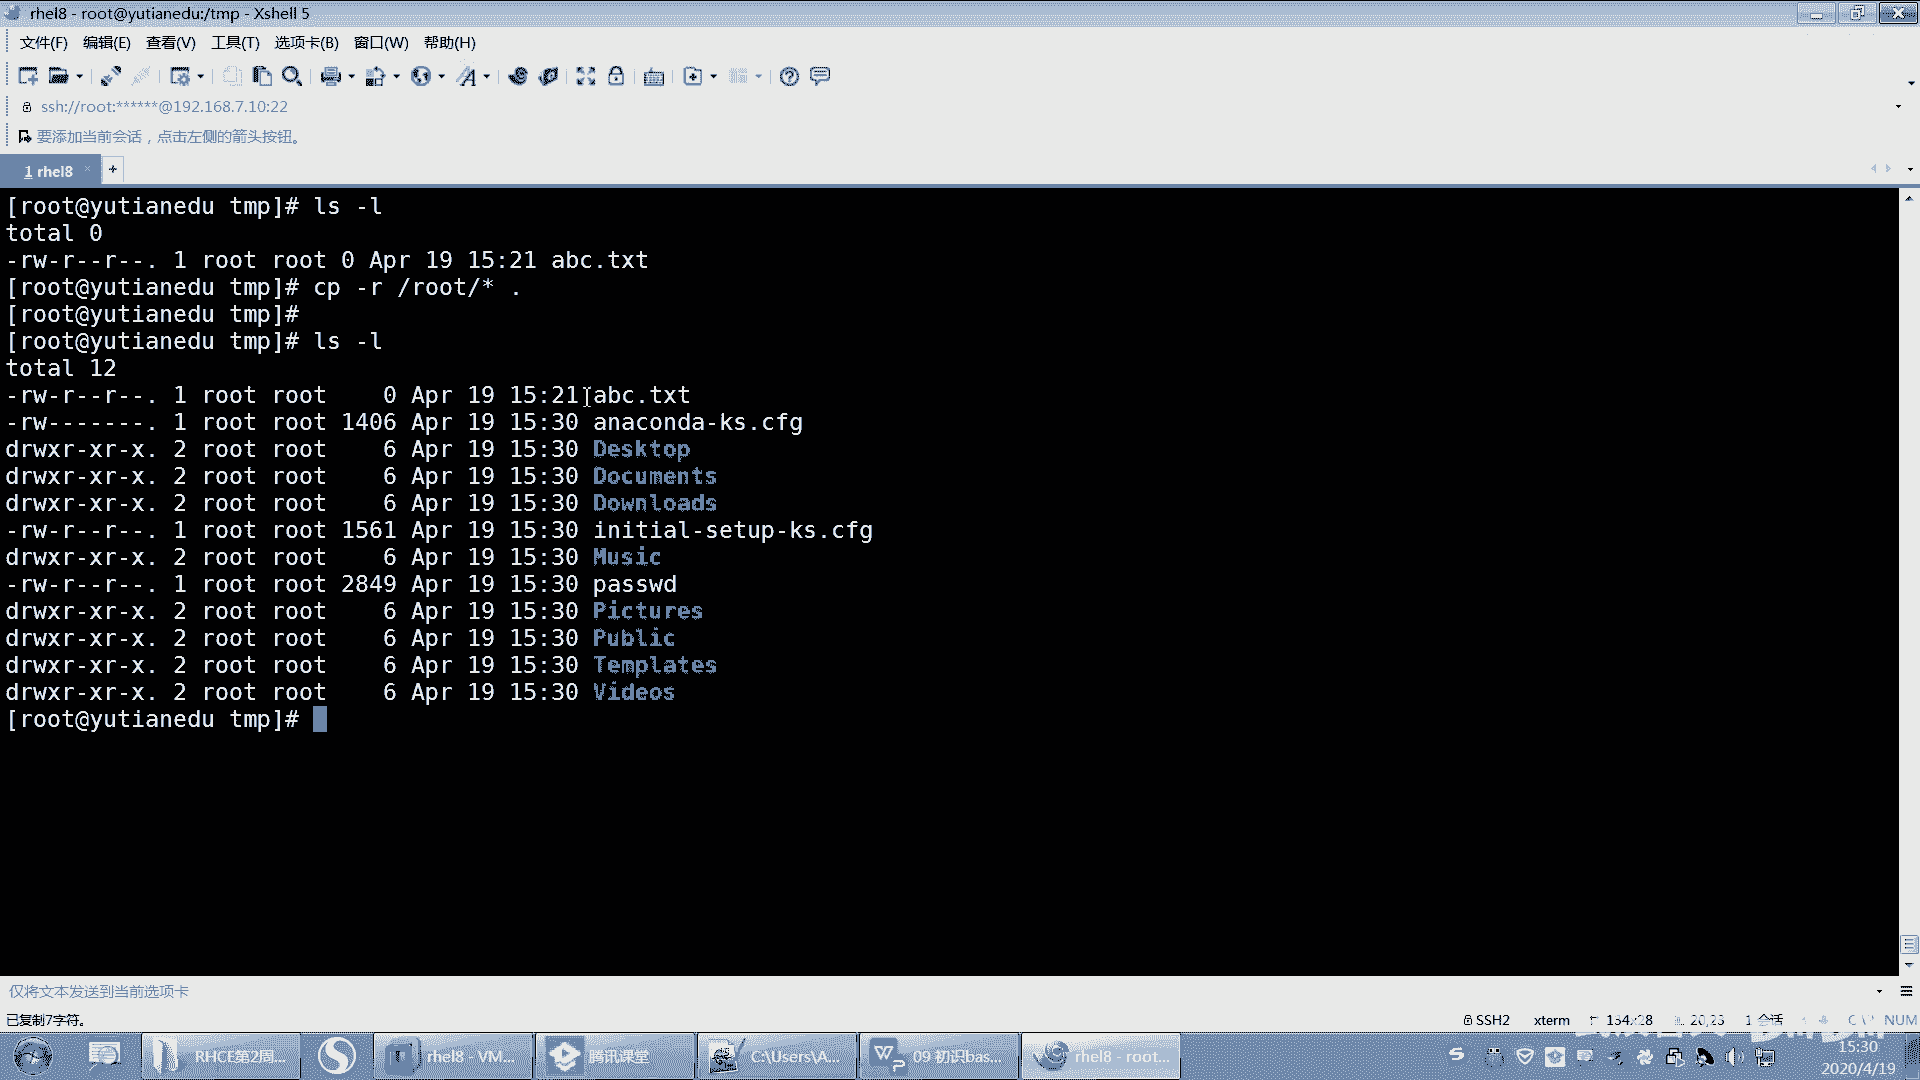 rhel8 - root@yutianedu:/tmp - Xshell 5
文件(F) 编辑(E) 查看(V) 工具(T) 选项卡(B) 窗口(W) 帮助(H)
ssh://root:******@192.168.7.10:22
要添加当前会话，点击左侧的箭头按钮。
1 rhel8
[root@yutianedu tmp]# ls -l
total 0
-rw-r--r--. 1 root root 0 Apr 19 15:21 abc.txt
[root@yutianedu tmp]# cp -r /root/* .
[root@yutianedu tmp]#
[root@yutianedu tmp]# ls -l
total 12
-rw-r--r--. 1 root root    0 Apr 19 15:21 abc.txt
-rw-------. 1 root root 1406 Apr 19 15:30 anaconda-ks.cfg
drwxr-xr-x. 2 root root    6 Apr 19 15:30 Desktop
drwxr-xr-x. 2 root root    6 Apr 19 15:30 Documents
drwxr-xr-x. 2 root root    6 Apr 19 15:30 Downloads
-rw-r--r--. 1 root root 1561 Apr 19 15:30 initial-setup-ks.cfg
drwxr-xr-x. 2 root root    6 Apr 19 15:30 Music
-rw-r--r--. 1 root root 2849 Apr 19 15:30 passwd
drwxr-xr-x. 2 root root    6 Apr 19 15:30 Pictures
drwxr-xr-x. 2 root root    6 Apr 19 15:30 Public
drwxr-xr-x. 2 root root    6 Apr 19 15:30 Templates
drwxr-xr-x. 2 root root    6 Apr 19 15:30 Videos
[root@yutianedu tmp]#
仅将文本发送到当前选项卡
已复制7字符。 SSH2 xterm 134x28 20,23 1 会话 NUM
RHCE第2周... rhel8 - VM... 腾讯课堂 C:\Users\A... 09 初识bas... rhel8 - root... 15:30
2020/4/19